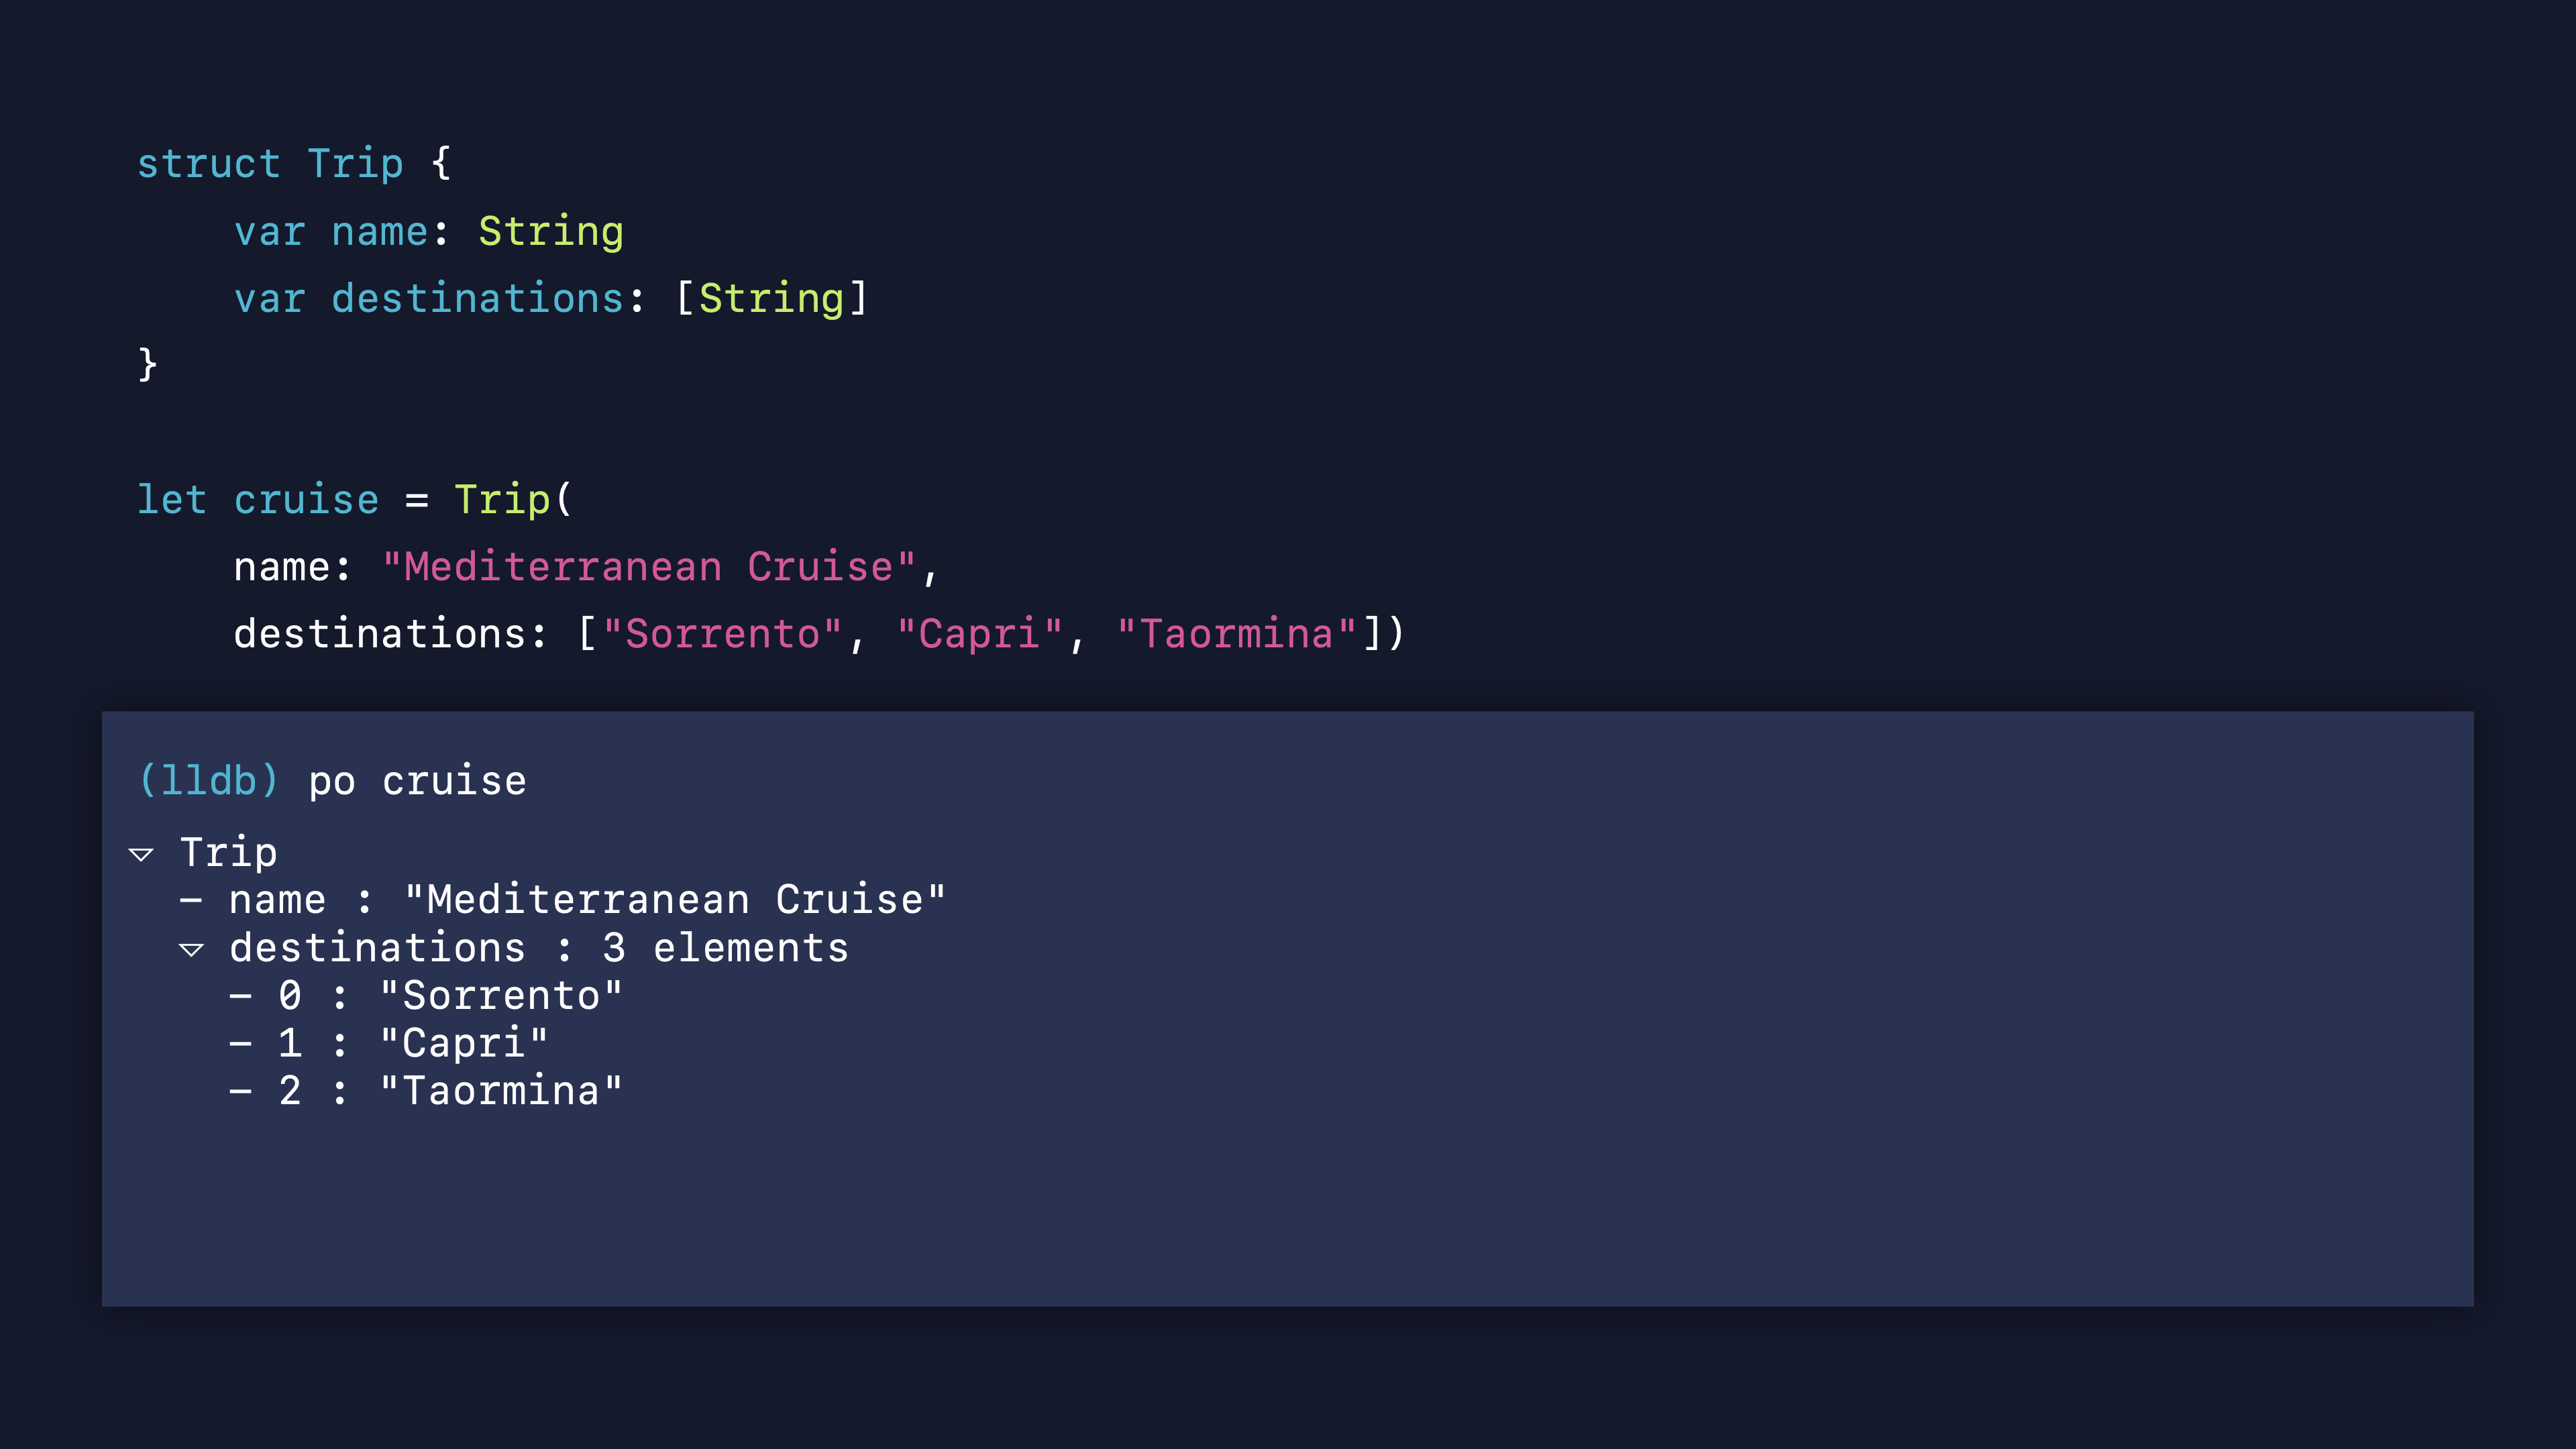 struct Trip {
    var name: String
    var destinations: [String]
}
let cruise = Trip(
    name: "Mediterranean Cruise",
    destinations: ["Sorrento", "Capri", "Taormina"])
(lldb) po cruise
▽ Trip
  – name : "Mediterranean Cruise"
  ▽ destinations : 3 elements
    – 0 : "Sorrento"
    – 1 : "Capri"
    – 2 : "Taormina"